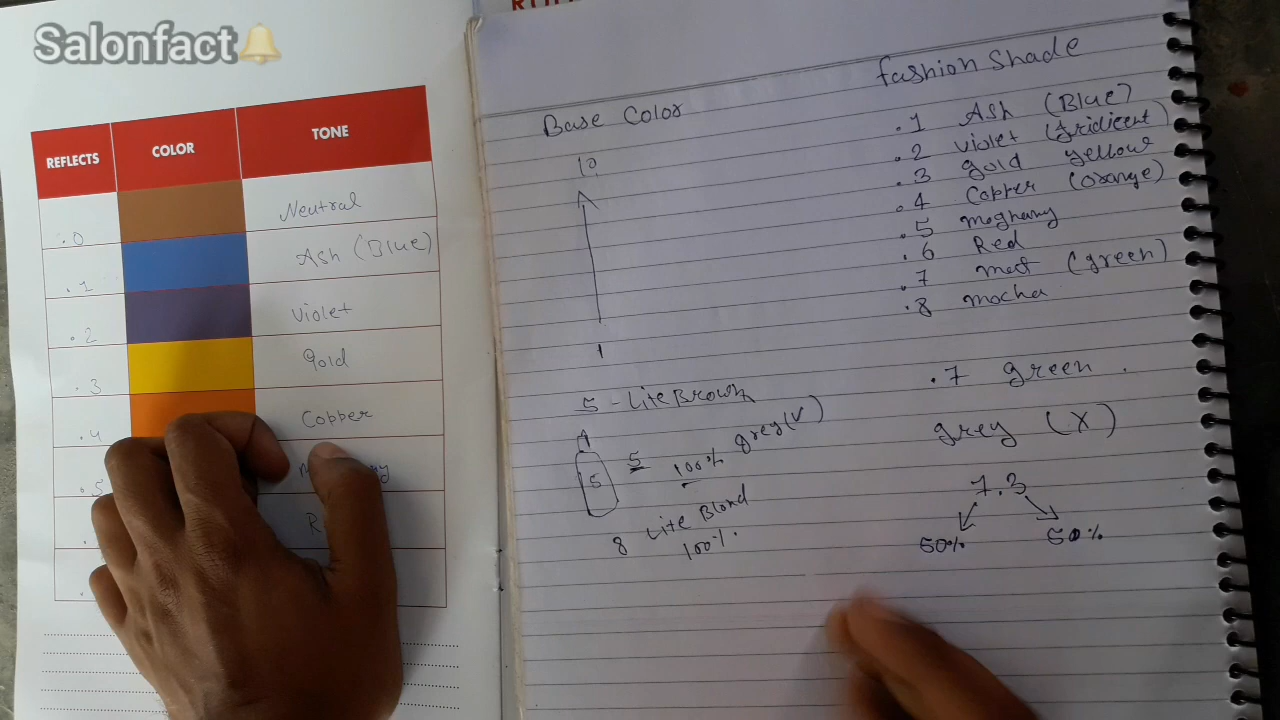 Salonfact
REFLECTS COLOR TONE
.0 Neutral
.1 Ash (Blue)
.2 Violet
.3 Gold
.4 Copper
.5
R
Base Color
10
1
5 - Lite Brown
5 5 100% grey(✓)
8 Lite Blond
100%.
fashion Shade
.1 Ash (Blue)
.2 violet (gridicent)
.3 gold yellow
.4 Copper (orange)
.5 moghany
.6 Red
.7 mat (green)
.8 mocha
.7 green .
grey (X)
7.3
50% 50%